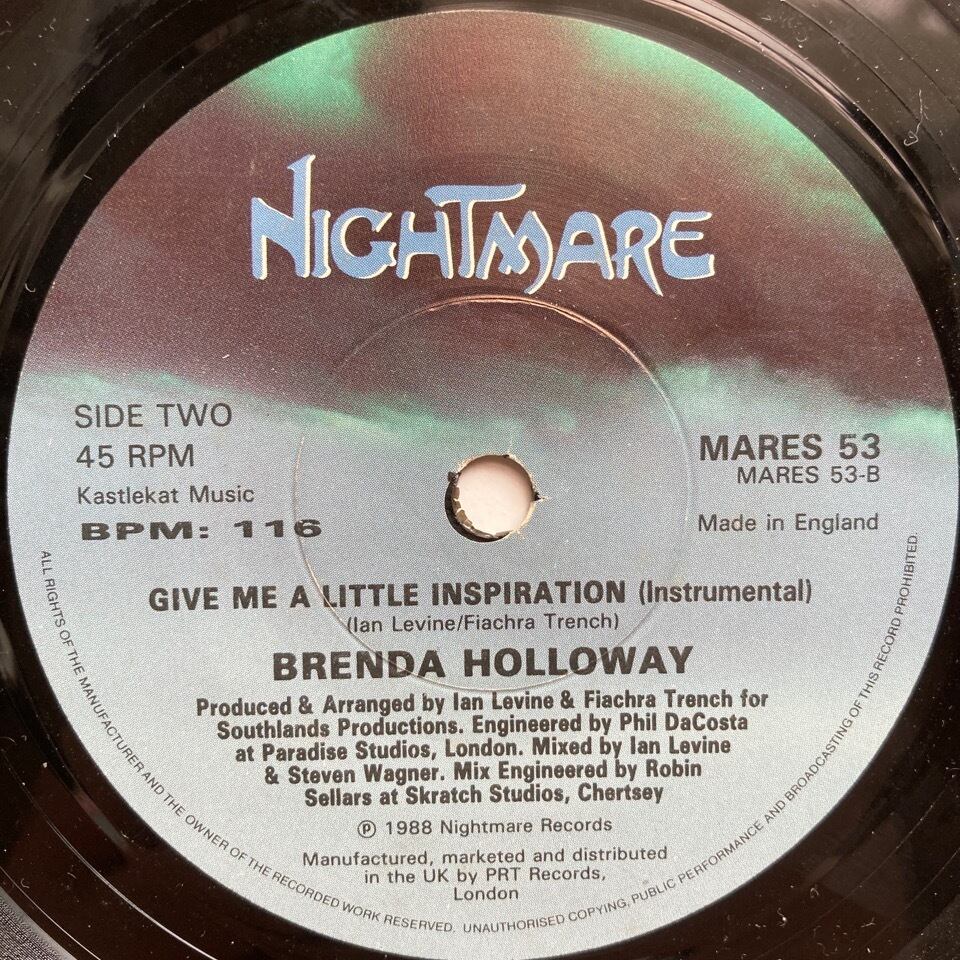 NIGHTMARE
SIDE TWO
45 RPM
Kastlekat Music
BPM: 116
MARES 53
MARES 53-B
Made in England
GIVE ME A LITTLE INSPIRATION (Instrumental)
(Ian Levine/Fiachra Trench)
BRENDA HOLLOWAY
Produced & Arranged by Ian Levine & Fiachra Trench for
Southlands Productions. Engineered by Phil DaCosta
at Paradise Studios, London. Mixed by Ian Levine
& Steven Wagner. Mix Engineered by Robin
Sellars at Skratch Studios, Chertsey
℗ 1988 Nightmare Records
Manufactured, marketed and distributed
in the UK by PRT Records,
London
ALL RIGHTS OF THE MANUFACTURER AND THE OWNER OF THE RECORDED WORK RESERVED. UNAUTHORISED COPYING, PUBLIC PERFORMANCE AND BROADCASTING OF THIS RECORD PROHIBITED.